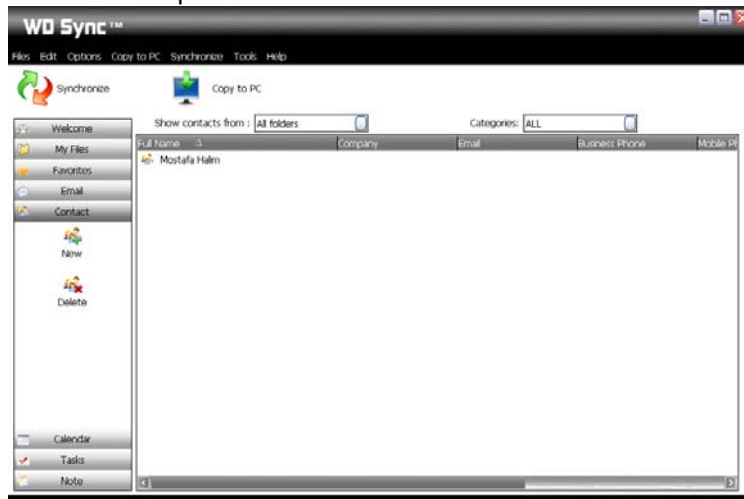 WD Sync™
Files Edit Options Copy to PC Synchronize Tools Help
Synchronize Copy to PC
Show contacts from : All folders Categories: ALL
Welcome
My Files
Favorites
Email
Contact
New
Delete
Calendar
Tasks
Note
Full Name Company Email Business Phone Mobile Ph
Mostafa Halim